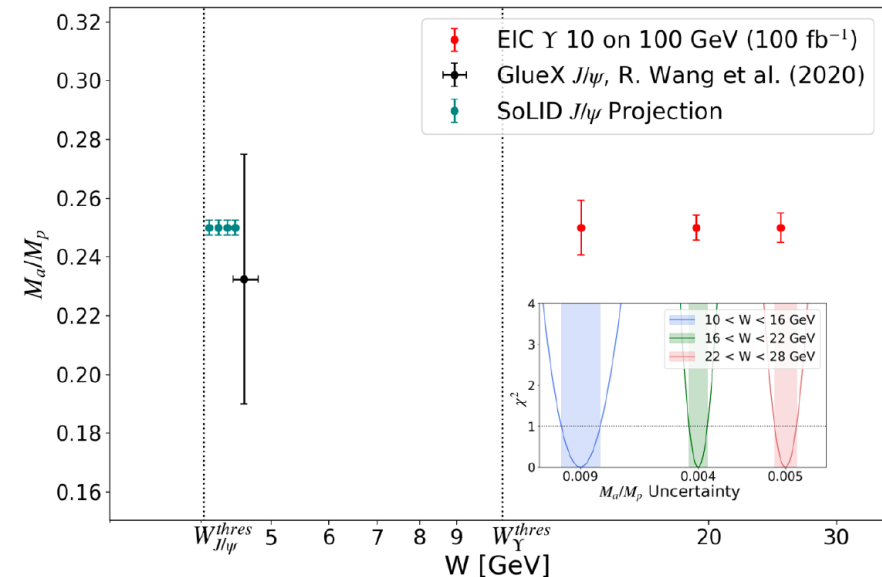 0.32
0.30
0.28
0.26
0.24
0.22
0.20
0.18
0.16
M_a/M_p
EIC ϒ 10 on 100 GeV (100 fb⁻¹)
GlueX J/ψ, R. Wang et al. (2020)
SoLID J/ψ Projection
4
3
2
1
0
χ²
10 < W < 16 GeV
16 < W < 22 GeV
22 < W < 28 GeV
0.009 0.004 0.005
M_a/M_p Uncertainty
W^{thres}_{J/ψ} 5 6 7 8 9 W^{thres}_{ϒ} 20 30
W [GeV]